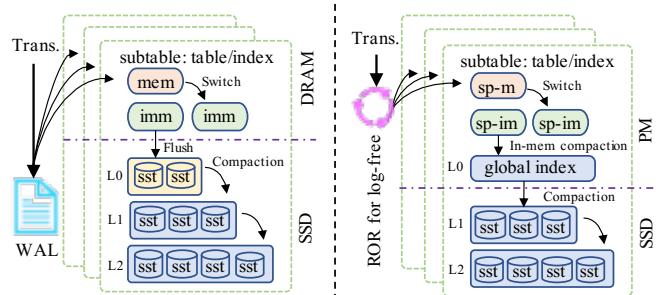 Trans.
subtable: table/index
mem
Switch
imm
imm
DRAM
Flush
Compaction
L0
sst
sst
L1
sst
sst
sst
L2
sst
sst
sst
sst
SSD
WAL
Trans.
subtable: table/index
sp-m
Switch
sp-im
sp-im
PM
In-mem compaction
L0
global index
ROR for log-free
Compaction
L1
sst
sst
sst
L2
sst
sst
sst
sst
SSD